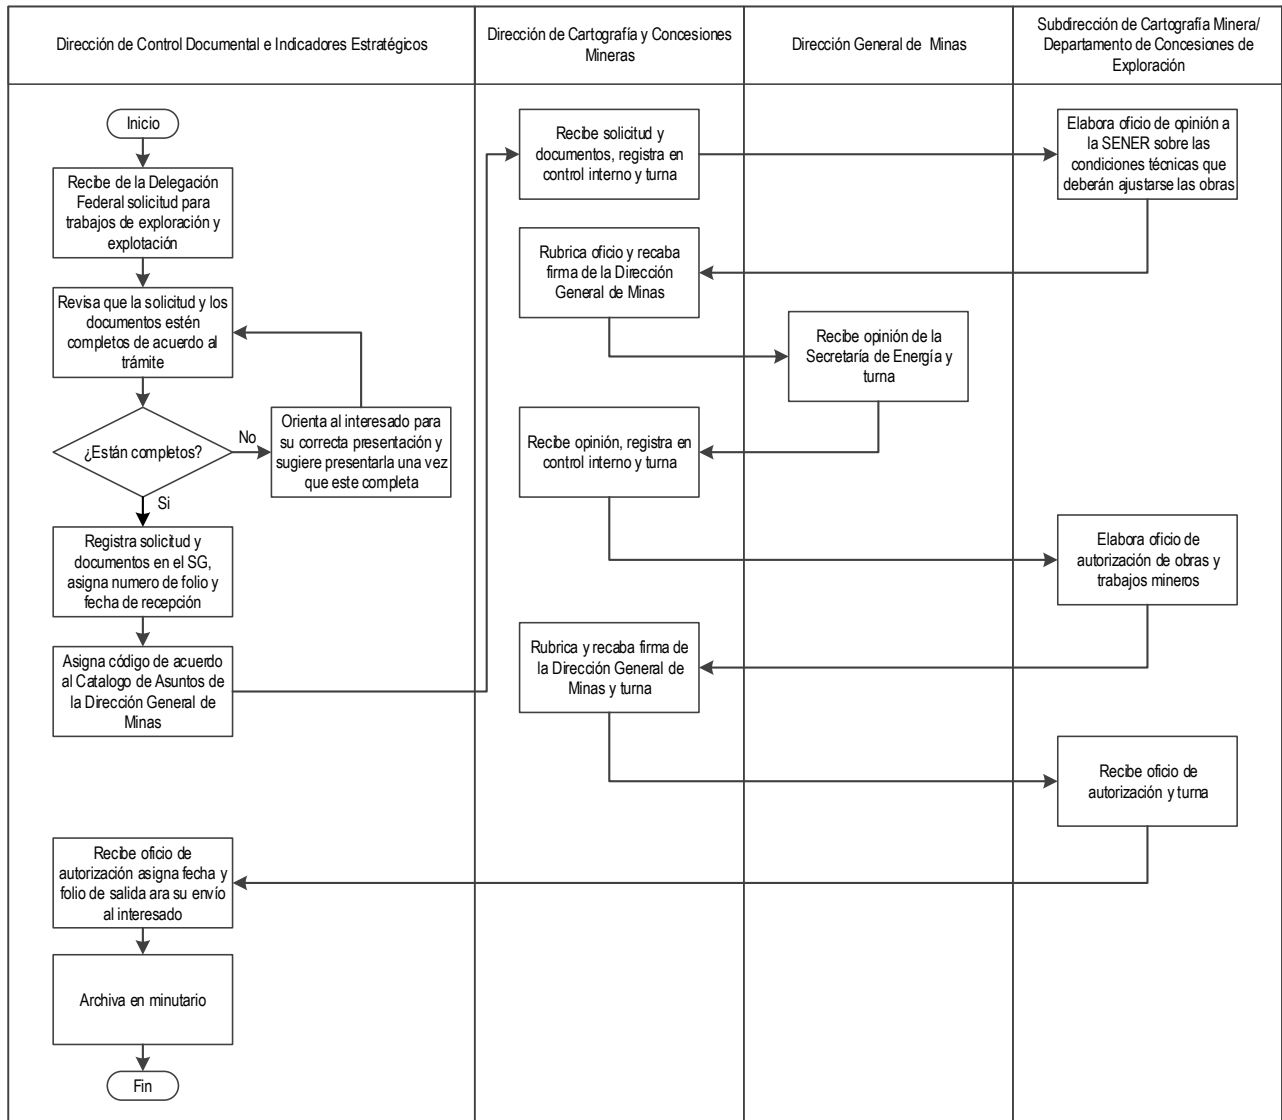 Dirección de Control Documental e Indicadores Estratégicos
Dirección de Cartografía y Concesiones
Mineras
Dirección General de Minas
Subdirección de Cartografía Minera/
Departamento de Concesiones de
Exploración
Inicio
Recibe de la Delegación
Federal solicitud para
trabajos de exploración y
explotación
Revisa que la solicitud y los
documentos estén
completos de acuerdo al
trámite
¿Están completos?
No
Orienta al interesado para
su correcta presentación y
sugiere presentarla una vez
que este completa
Si
Registra solicitud y
documentos en el SG,
asigna numero de folio y
fecha de recepción
Asigna código de acuerdo
al Catalogo de Asuntos de
la Dirección General de
Minas
Recibe solicitud y
documentos, registra en
control interno y turna
Elabora oficio de opinión a
la SENER sobre las
condiciones técnicas que
deberán ajustarse las obras
Rubrica oficio y recaba
firma de la Dirección
General de Minas
Recibe opinión de la
Secretaría de Energía y
turna
Recibe opinión, registra en
control interno y turna
Elabora oficio de
autorización de obras y
trabajos mineros
Rubrica y recaba firma de
la Dirección General de
Minas y turna
Recibe oficio de
autorización y turna
Recibe oficio de
autorización asigna fecha y
folio de salida ara su envío
al interesado
Archiva en minutario
Fin